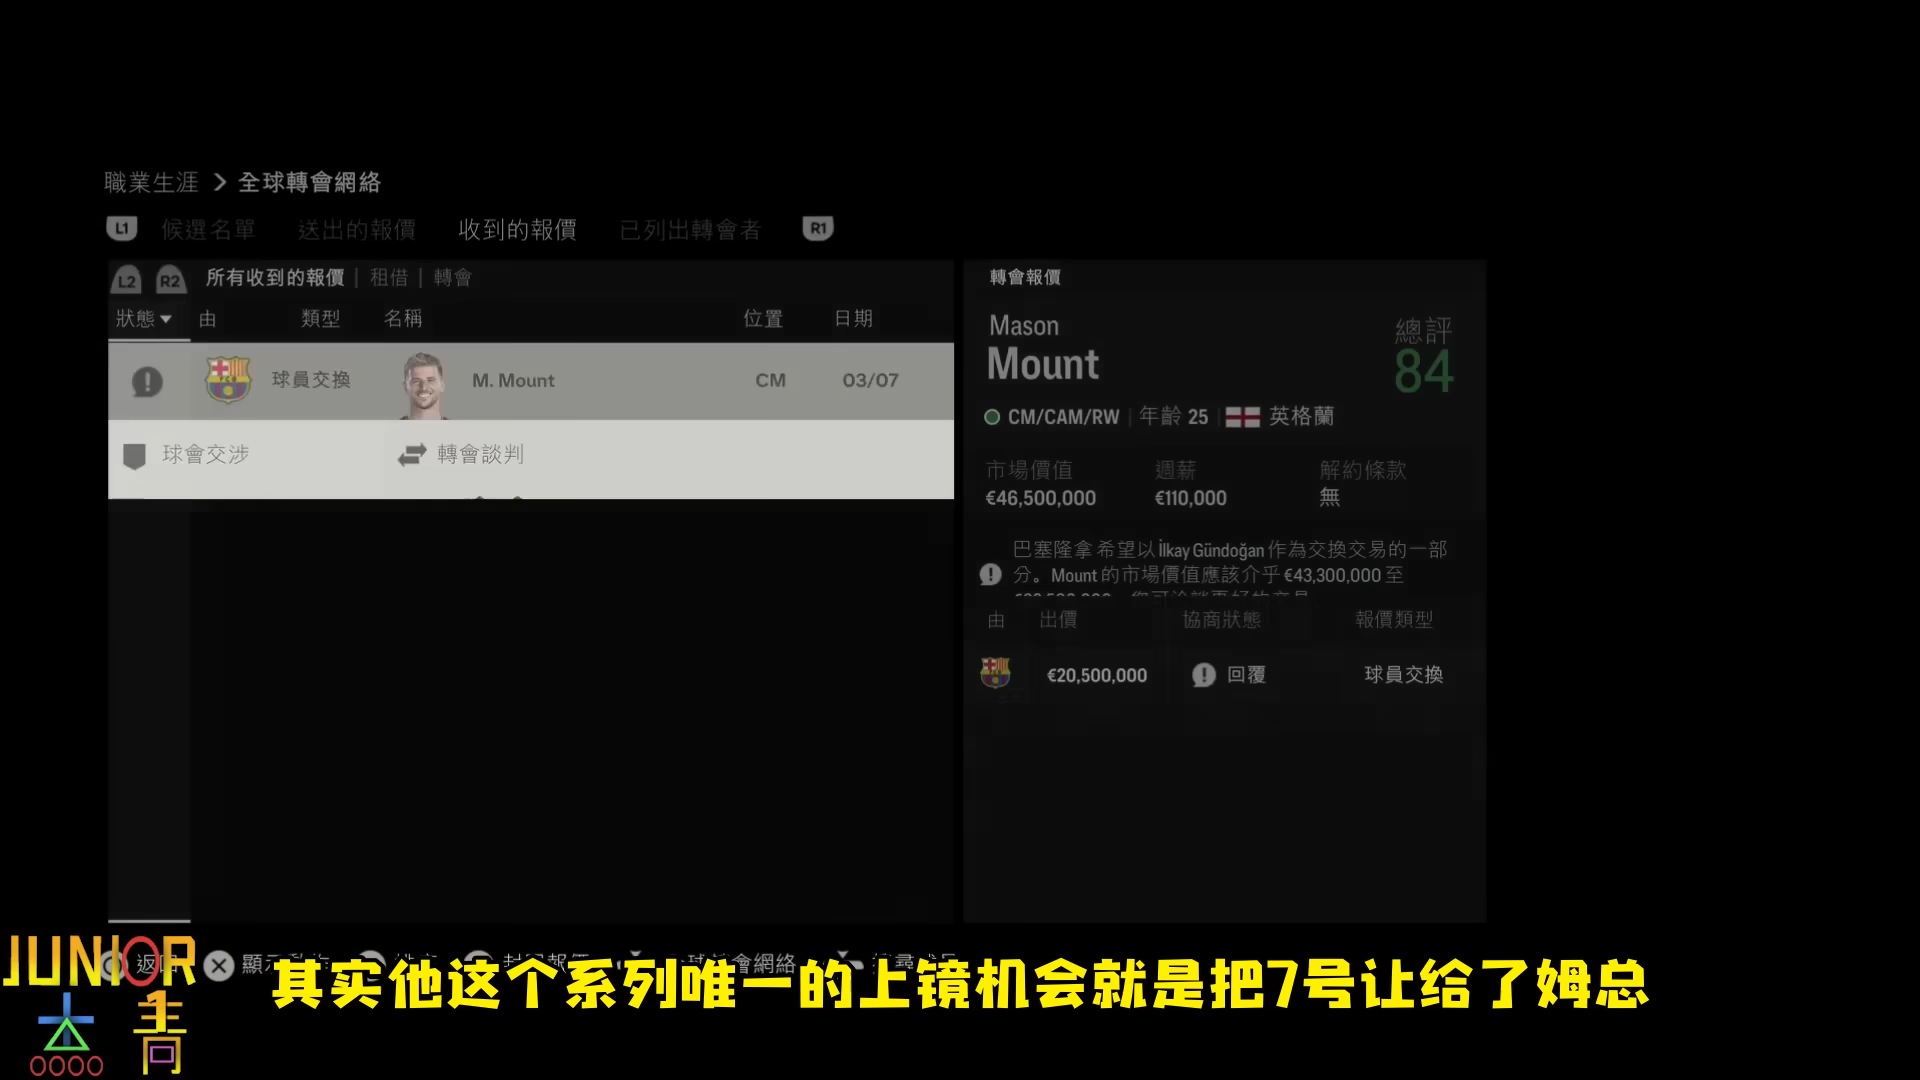 職業生涯 > 全球轉會網絡
L1 候選名單 送出的報價 收到的報價 已列出轉會者 R1
L2 R2 所有收到的報價 | 租借 | 轉會
狀態 由 類型 名稱 位置 日期
球員交換 M. Mount CM 03/07
球會交涉 轉會談判
轉會報價
Mason
Mount
總評
84
CM/CAM/RW | 年齡 25 | 英格蘭
市場價值 週薪 解約條款
€46,500,000 €110,000 無
巴塞隆拿 希望以 İlkay Gündoğan 作為交換交易的一部
分。Mount 的市場價值應該介乎 €43,300,000 至
由 出價 協商狀態 報價類型
€20,500,000 回覆 球員交換
JUNIOR
返回
其实他这个系列唯一的上镜机会就是把7号让给了姆总